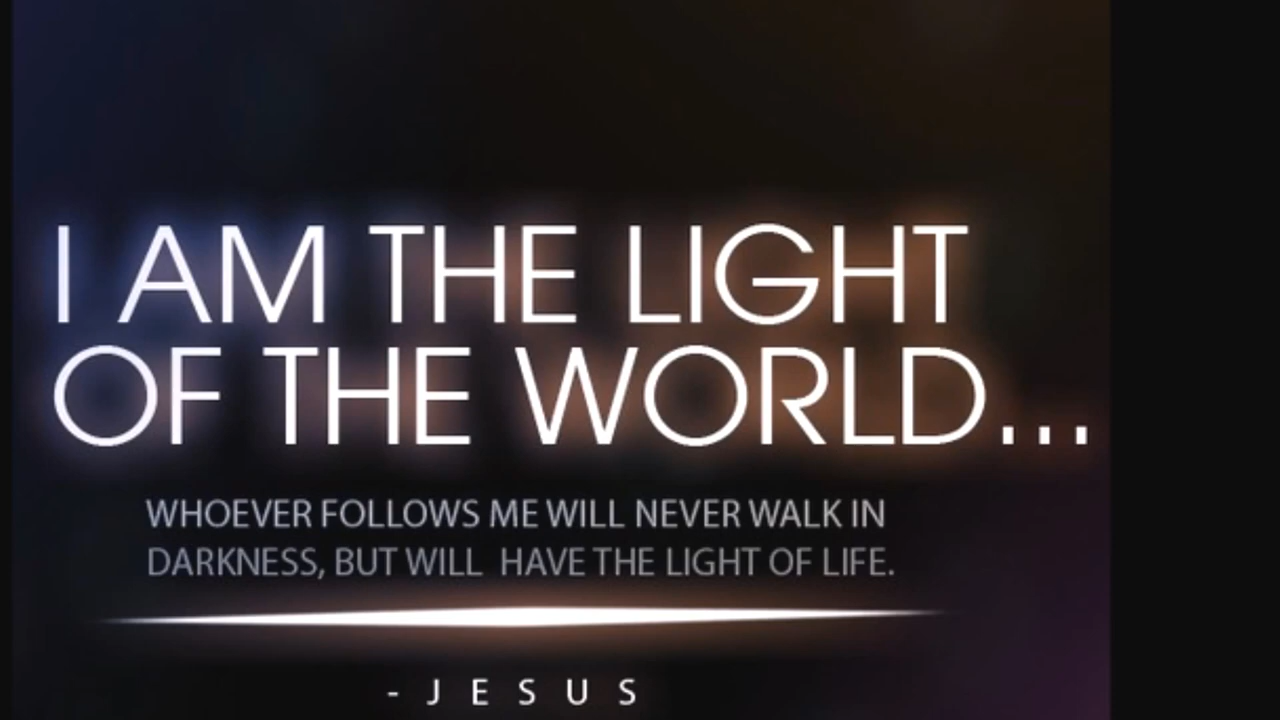 I AM THE LIGHT
OF THE WORLD...
WHOEVER FOLLOWS ME WILL NEVER WALK IN
DARKNESS, BUT WILL HAVE THE LIGHT OF LIFE.
- JESUS